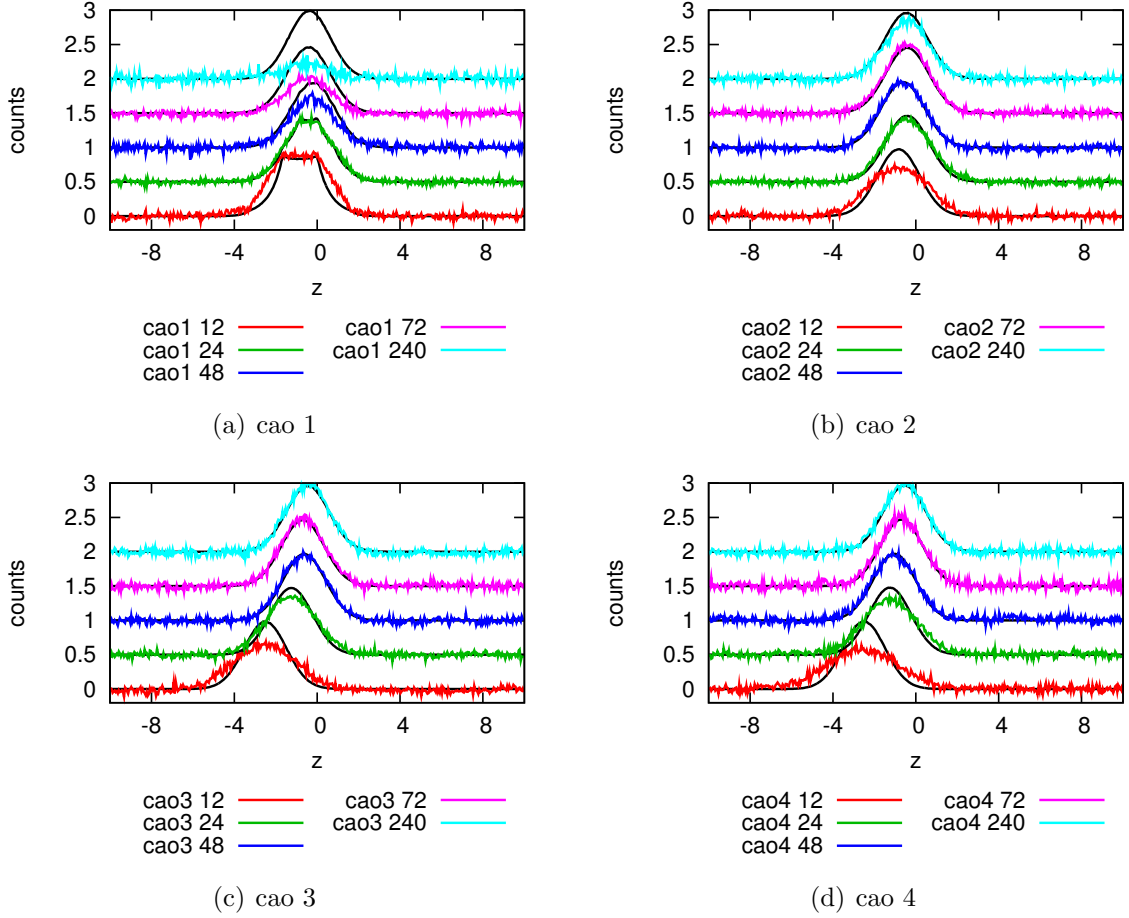 3
2.5
2
1.5
1
0.5
0
counts
-8 -4 0 4 8
z
cao1 12 cao1 72
cao1 24 cao1 240
cao1 48
(a) cao 1
3
2.5
2
1.5
1
0.5
0
counts
-8 -4 0 4 8
z
cao2 12 cao2 72
cao2 24 cao2 240
cao2 48
(b) cao 2
3
2.5
2
1.5
1
0.5
0
counts
-8 -4 0 4 8
z
cao3 12 cao3 72
cao3 24 cao3 240
cao3 48
(c) cao 3
3
2.5
2
1.5
1
0.5
0
counts
-8 -4 0 4 8
z
cao4 12 cao4 72
cao4 24 cao4 240
cao4 48
(d) cao 4